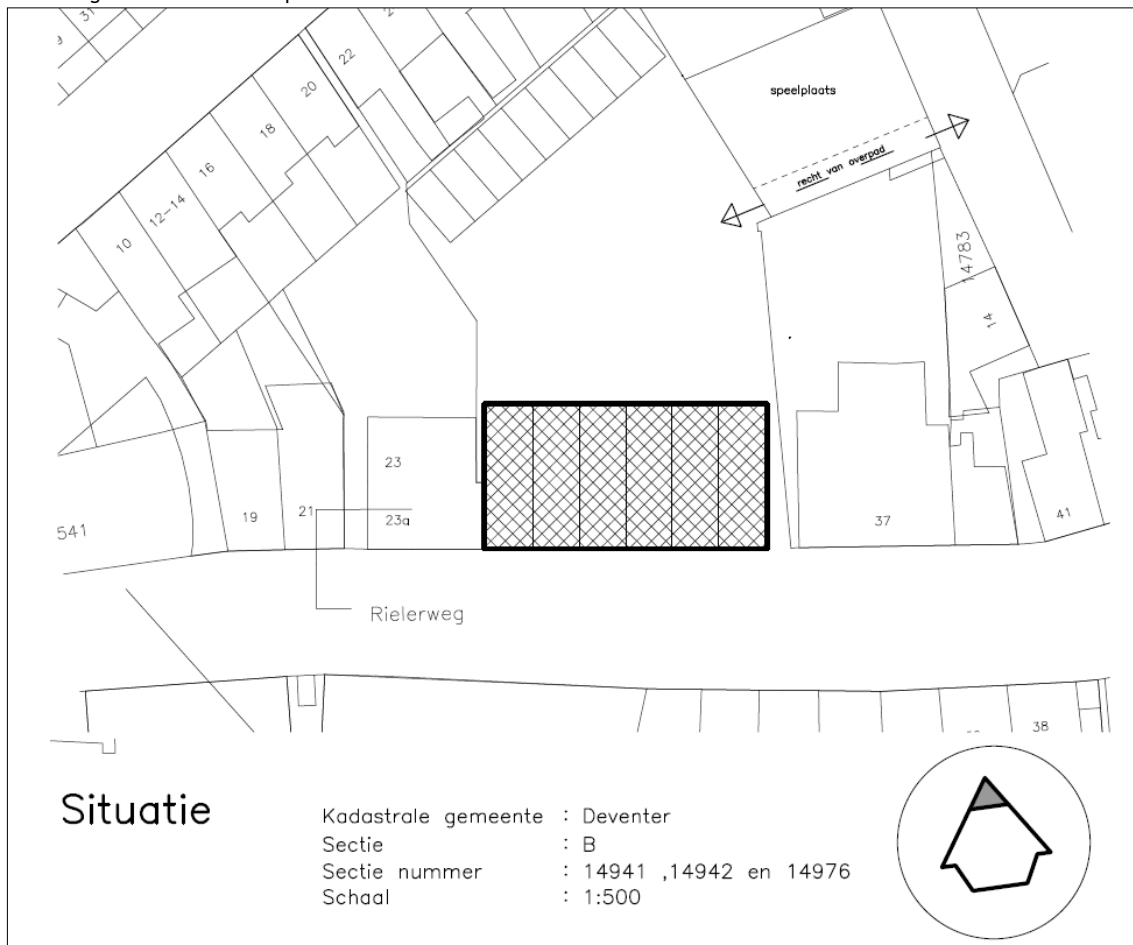 31
22
20
18
16
12-14
10
speelplaats
recht van overpad
14783
14
23
23a
21
19
541
37
41
Rielerweg
38
Situatie
Kadastrale gemeente : Deventer
Sectie : B
Sectie nummer : 14941 ,14942 en 14976
Schaal : 1:500